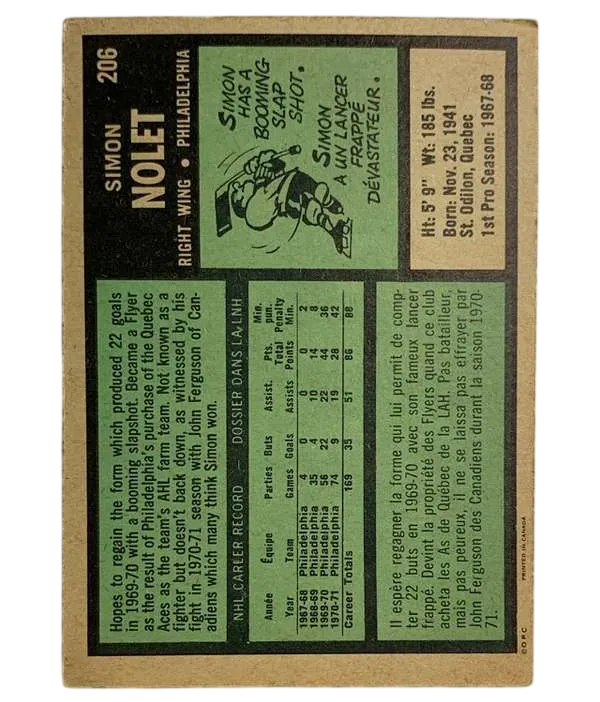 Hopes to regain the form which produced 22 goals
in 1969-70 with a booming slapshot. Became a Flyer
as the result of Philadelphia's purchase of the Quebec
Aces as the team's AHL farm team. Not known as a
fighter but doesn't back down, as witnessed by his
fight in 1970-71 season with John Ferguson of Can-
adiens which many think Simon won.
SIMON 206
NOLET
RIGHT WING • PHILADELPHIA
SIMON
HAS A
BOOMING
SLAP
SHOT.
SIMON
A UN LANCER
FRAPPÉ
DÉVASTATEUR.
NHL CAREER RECORD — DOSSIER DANS LA LNH
Année Équipe Parties Buts Assist. Pts. Min. pun.
Year Team Games Goals Assists Total Points Penalty Min.
1967-68 Philadelphia 4 0 0 0 2
1968-69 Philadelphia 35 4 10 14 8
1969-70 Philadelphia 56 22 22 44 36
1970-71 Philadelphia 74 9 19 28 42
Career Totals 169 35 51 86 88
Il espère regagner la forme qui lui permit de comp-
ter 22 buts en 1969-70 avec son fameux lancer
frappé. Devint la propriété des Flyers quand ce club
acheta les As de Québec de la LAH. Pas batailleur,
mais pas peureux, il ne se laissa pas effrayer par
John Ferguson des Canadiens durant la saison 1970-
71.
Ht: 5' 9" Wt: 185 lbs.
Born: Nov. 23, 1941
St. Odilon, Quebec
1st Pro Season: 1967-68
© O.P.C. PRINTED IN CANADA